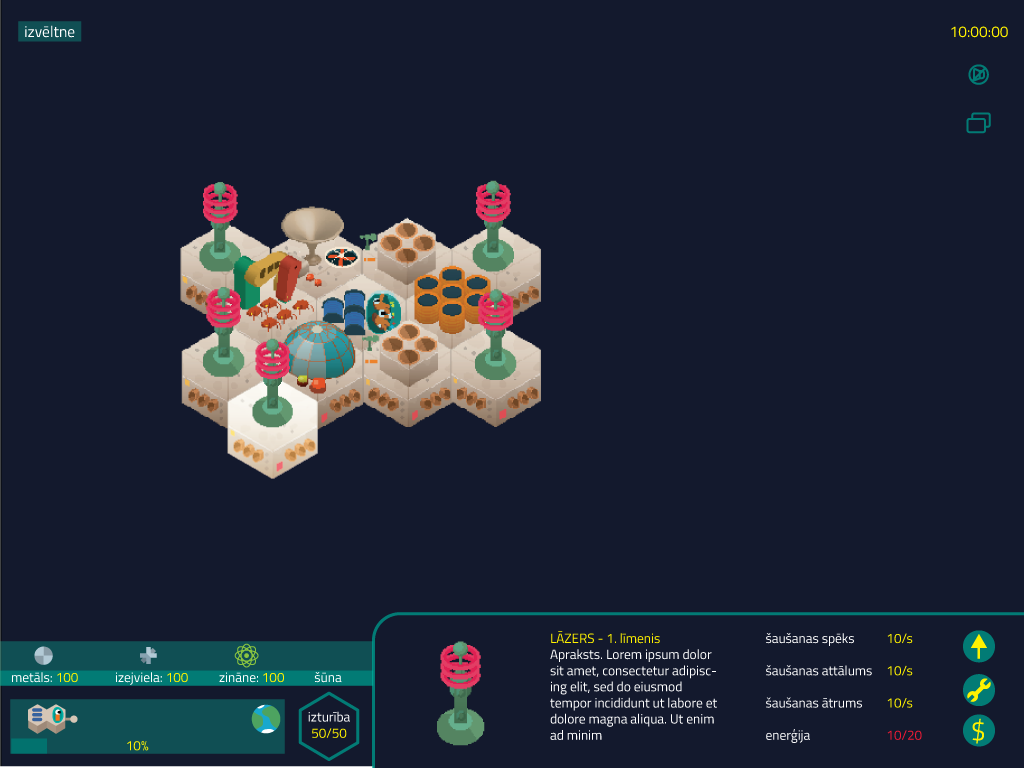 izvēltne
10:00:00
metāls: 100
izejviela: 100
zināne: 100
šūna
10%
izturība
50/50
LĀZERS - 1. līmenis
Apraksts. Lorem ipsum dolor
sit amet, consectetur adipisc-
ing elit, sed do eiusmod
tempor incididunt ut labore et
dolore magna aliqua. Ut enim
ad minim
šaušanas spēks 10/s
šaušanas attālums 10/s
šaušanas ātrums 10/s
enerģija 10/20
$